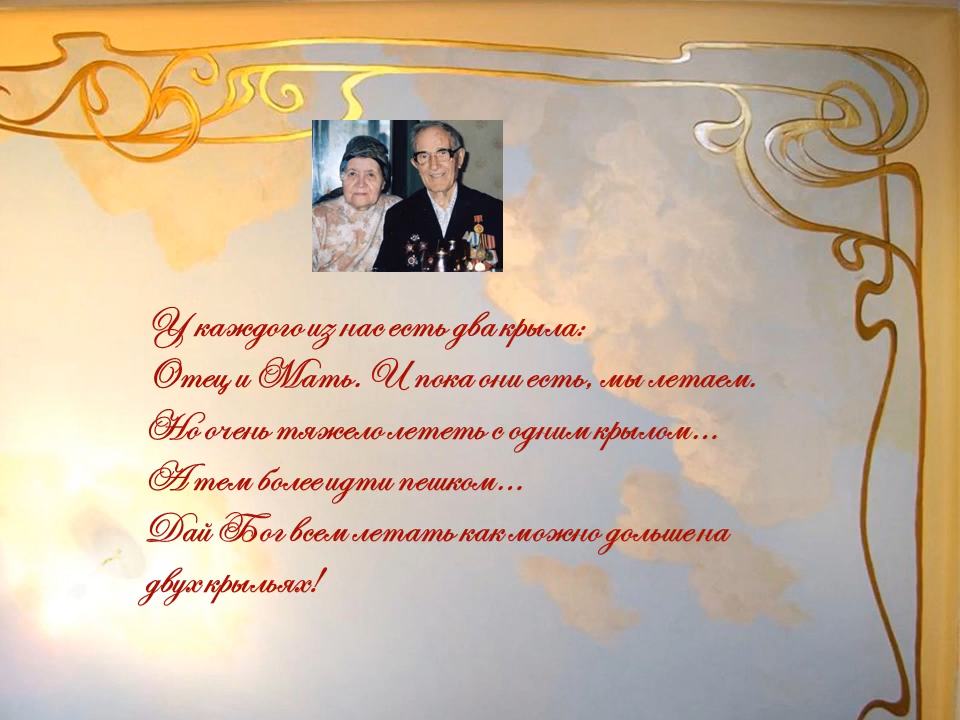 У каждого из нас есть два крыла:
Отец и Мать. И пока они есть, мы летаем.
Но очень тяжело лететь с одним крылом...
А тем более идти пешком...
Дай Бог всем летать как можно дольше на
двух крыльях!